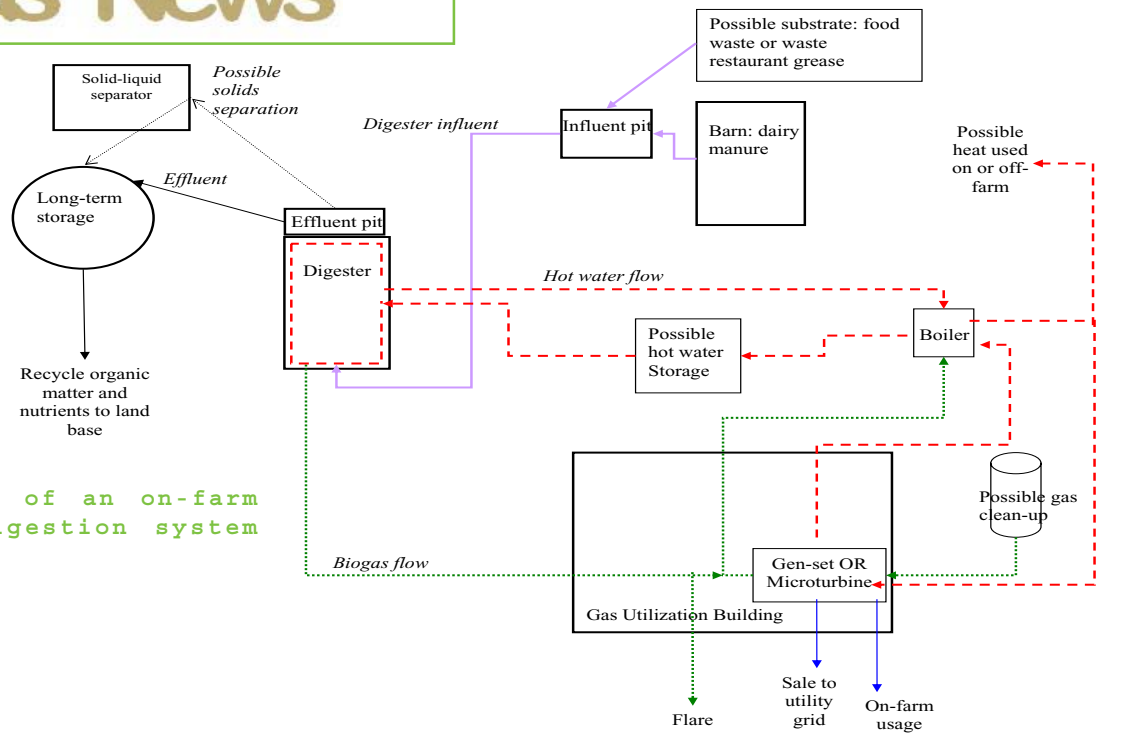 News
Possible substrate: food
waste or waste
restaurant grease
Solid-liquid
separator
Possible
solids
separation
Digester influent
Influent pit
Barn: dairy
manure
Possible
heat used
on or off-
farm
Effluent
Long-term
storage
Effluent pit
Digester
Hot water flow
Possible
hot water
Storage
Boiler
Recycle organic
matter and
nutrients to land
base
of an on-farm
gestion system
Possible gas
clean-up
Biogas flow
Gen-set OR
Microturbine
Gas Utilization Building
Sale to
utility
grid
On-farm
usage
Flare